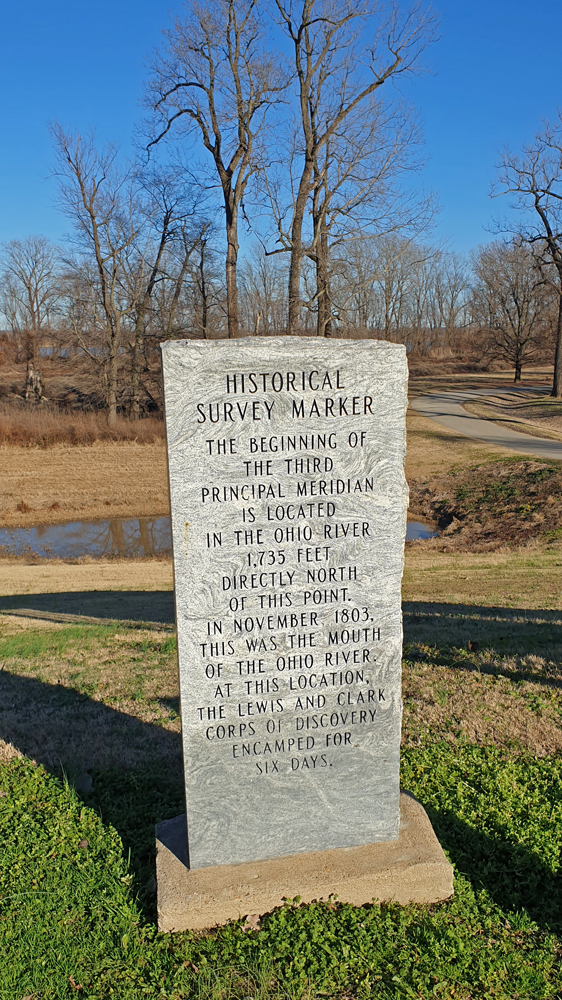 HISTORICAL
SURVEY MARKER
THE BEGINNING OF
THE THIRD
PRINCIPAL MERIDIAN
IS LOCATED
IN THE OHIO RIVER
1,735 FEET
DIRECTLY NORTH
OF THIS POINT.
IN NOVEMBER, 1803,
THIS WAS THE MOUTH
OF THE OHIO RIVER.
AT THIS LOCATION,
THE LEWIS AND CLARK
CORPS OF DISCOVERY
ENCAMPED FOR
SIX DAYS.